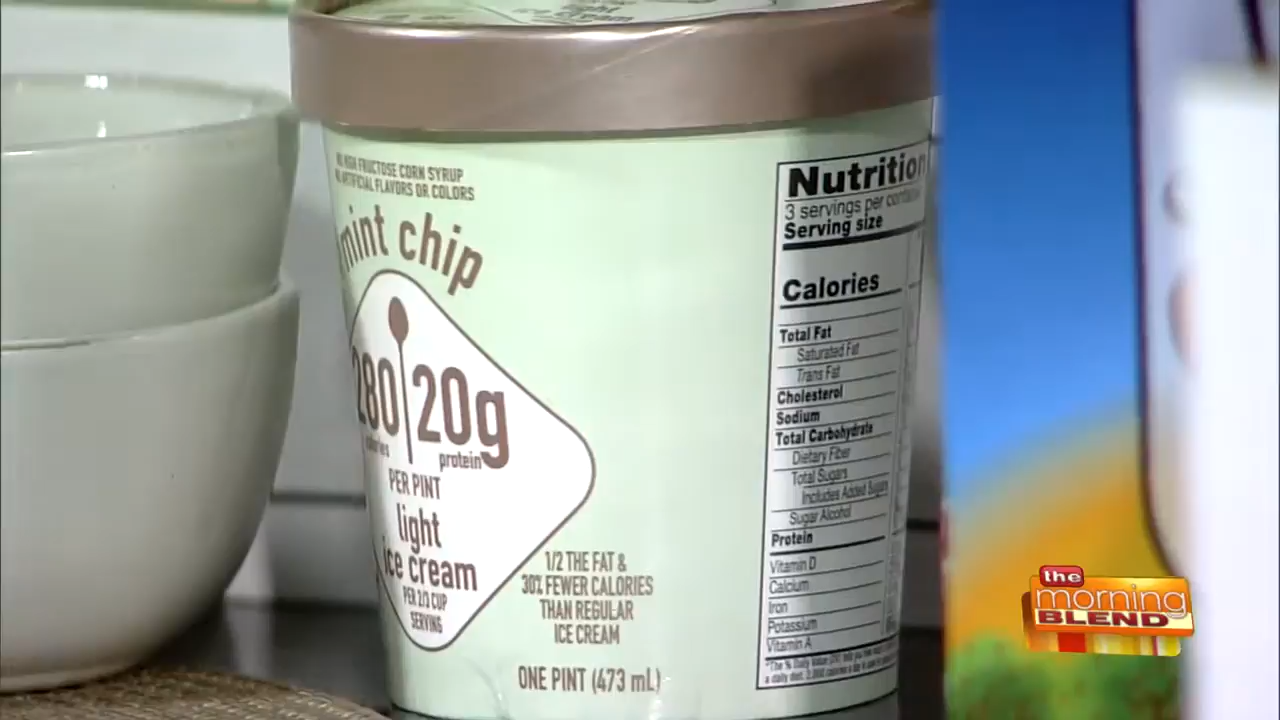 NO HIGH FRUCTOSE CORN SYRUP
NO ARTIFICIAL FLAVORS OR COLORS
mint chip
280 20g
calories protein
PER PINT
light
ice cream
PER 2/3 CUP
SERVING
1/2 THE FAT &
30% FEWER CALORIES
THAN REGULAR
ICE CREAM
ONE PINT (473 mL)
Nutrition
3 servings per
Serving size
Calories
Total Fat
Saturated Fat
Trans Fat
Cholesterol
Sodium
Total Carbohydrate
Dietary Fiber
Total Sugars
Includes Added Sugars
Sugar Alcohol
Protein
Vitamin D
Calcium
Iron
Potassium
Vitamin A
the
morning
BLEND